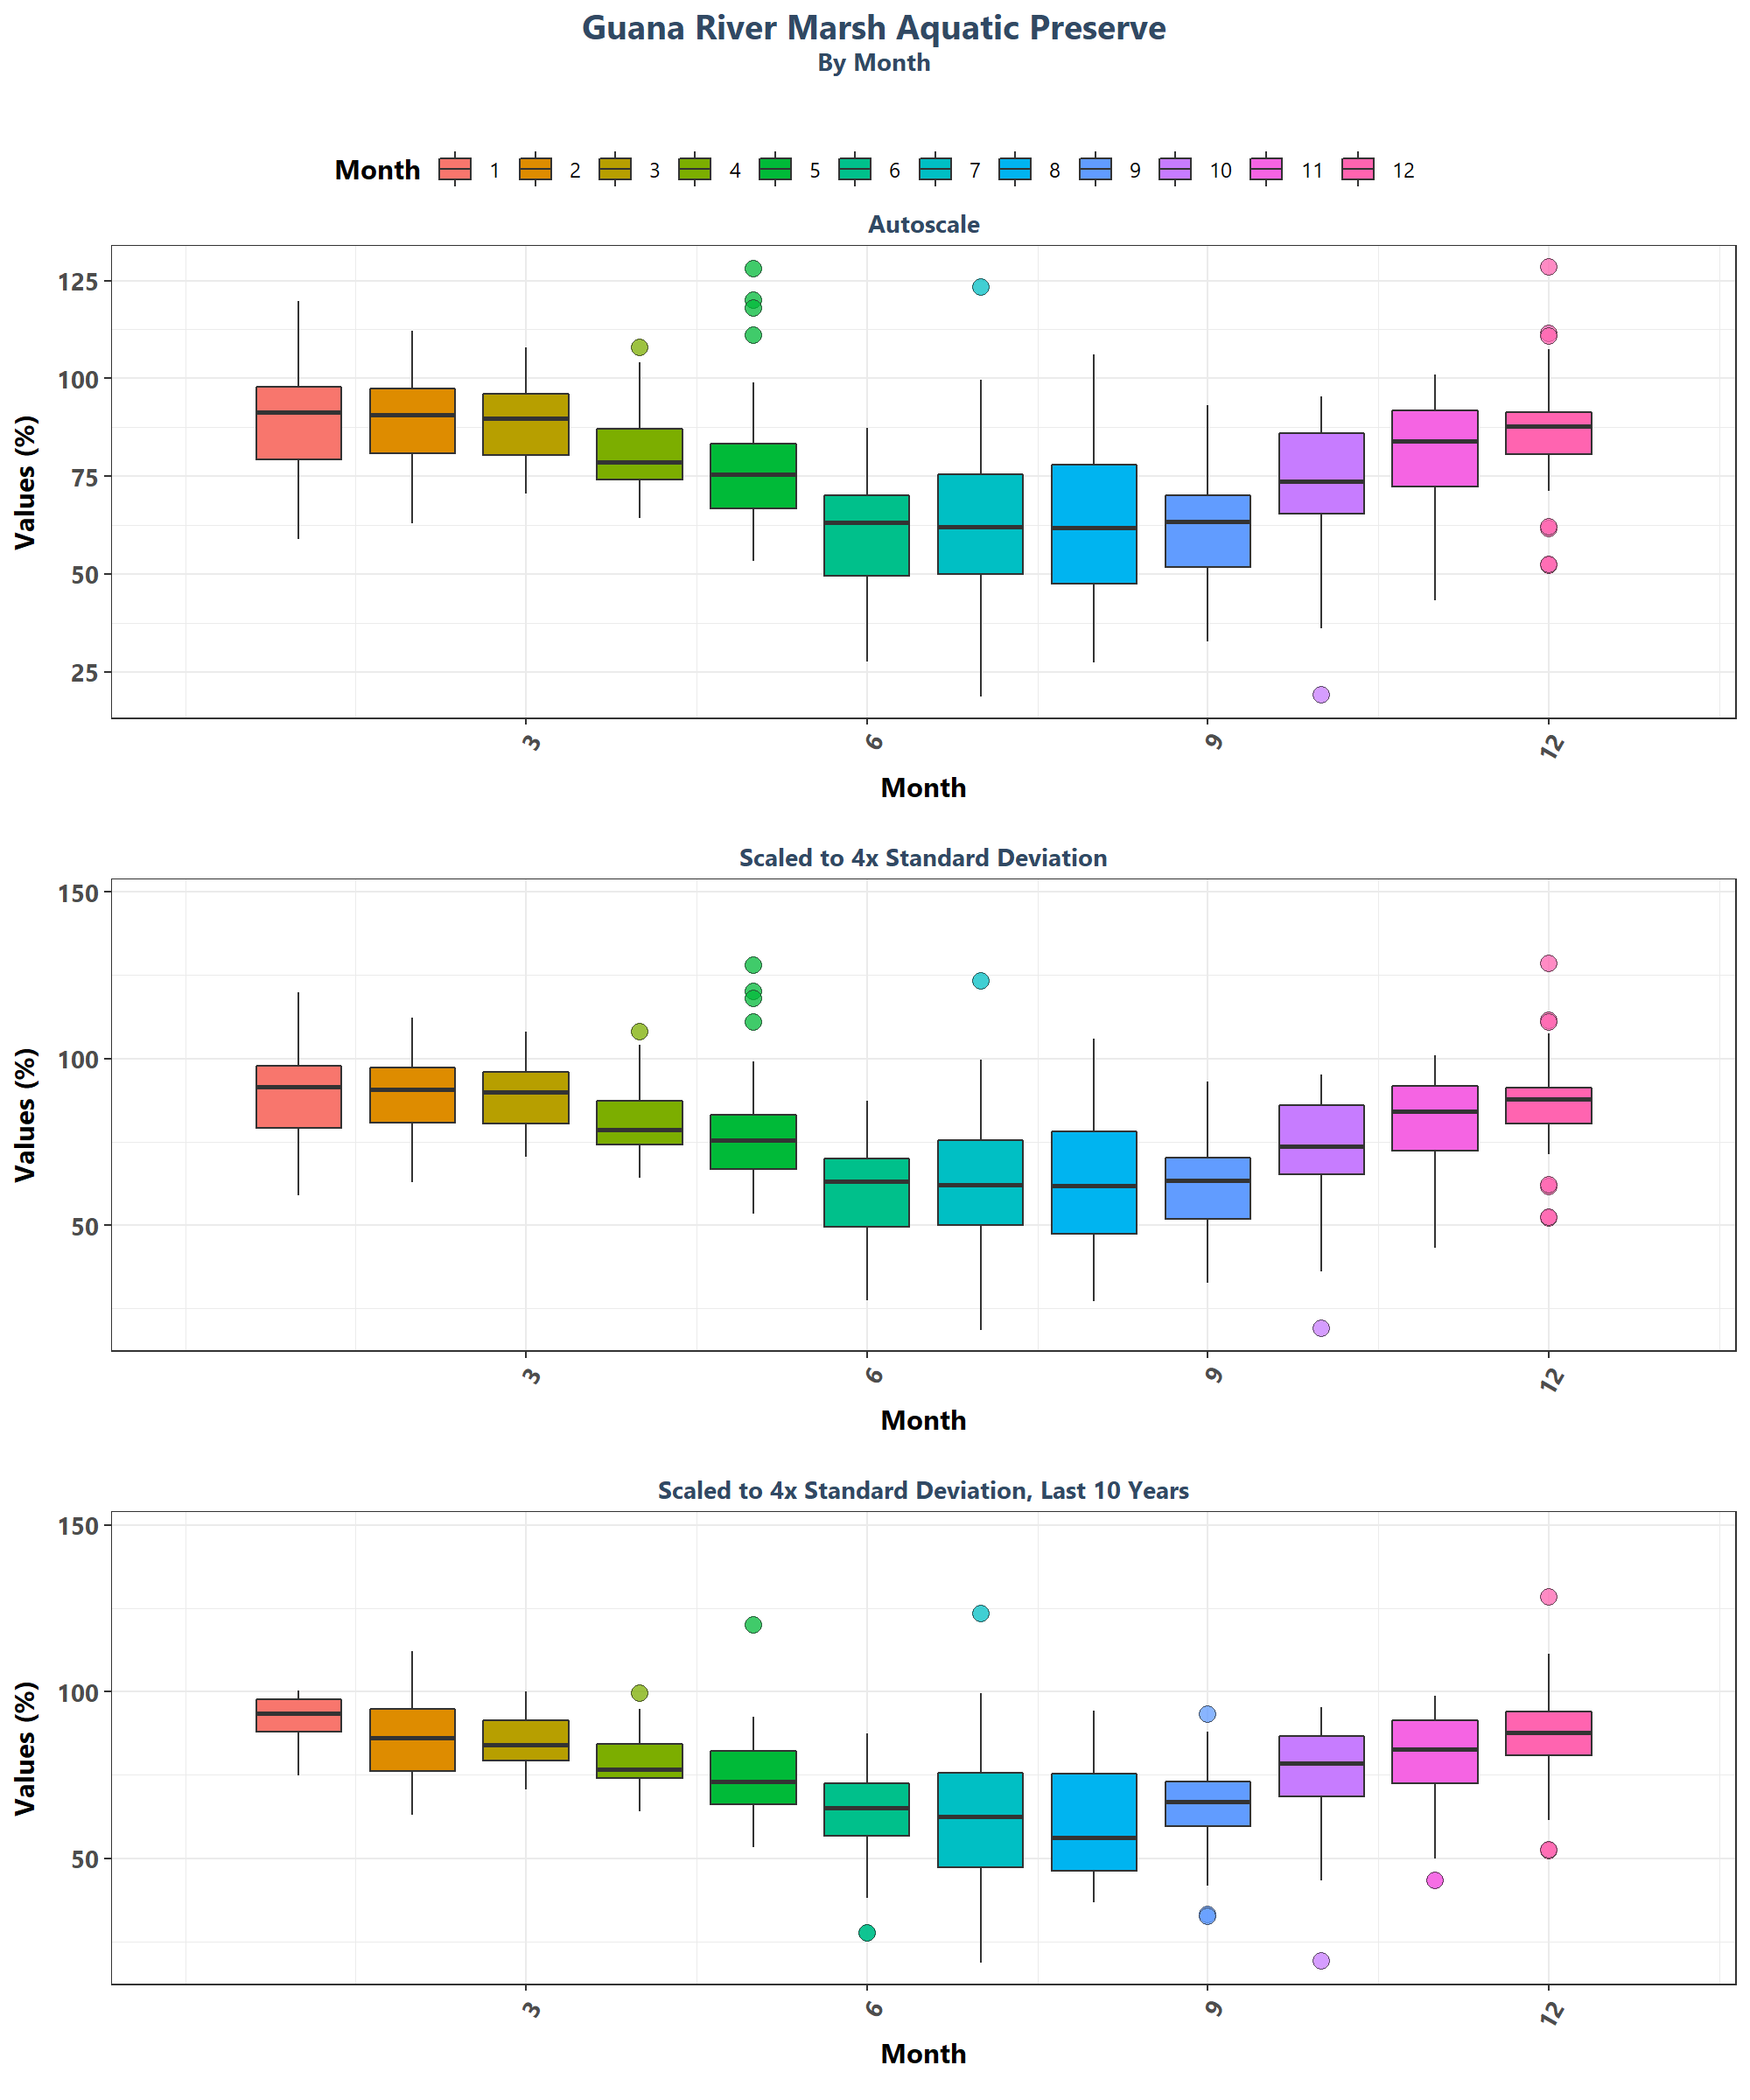 Guana River Marsh Aquatic Preserve
By Month
Month 1 2 3 4 5 6 7 8 9 10 11 12
Autoscale
Values (%)
125
100
75
50
25
3 6 9 12
Month
Scaled to 4x Standard Deviation
Values (%)
150
100
50
3 6 9 12
Month
Scaled to 4x Standard Deviation, Last 10 Years
Values (%)
150
100
50
3 6 9 12
Month